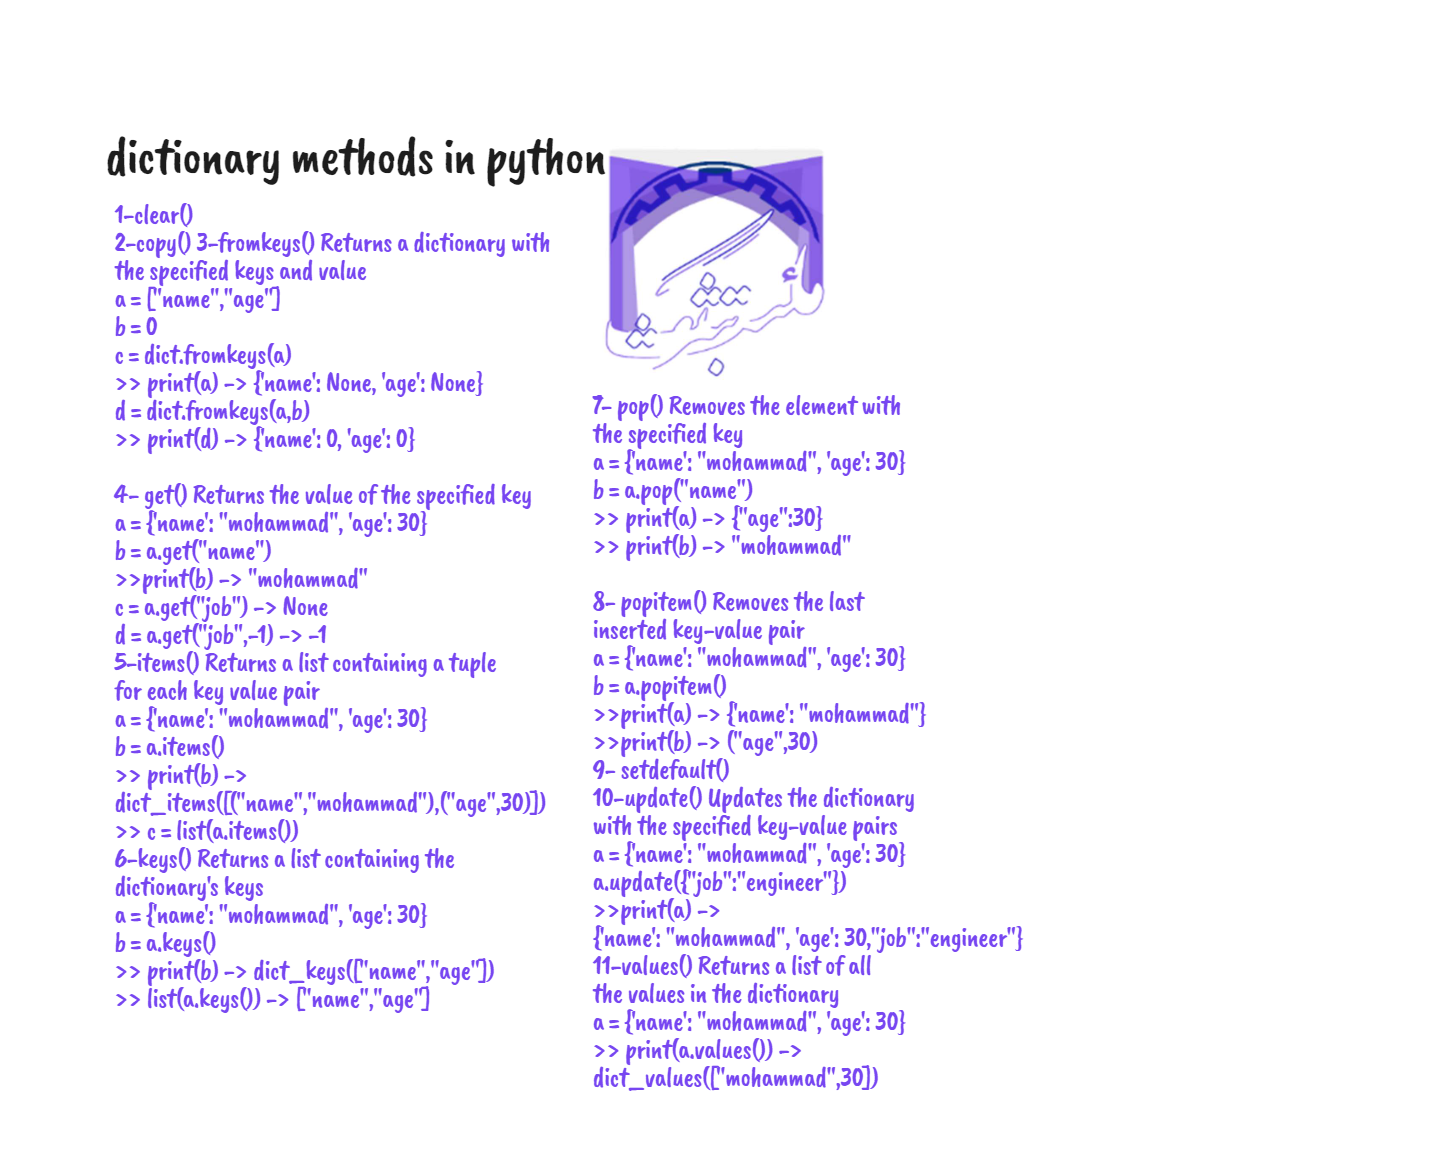 dictionary methods in python
1-clear()
2-copy() 3-fromkeys() Returns a dictionary with
the specified keys and value
a = ["name","age"]
b = 0
c = dict.fromkeys(a)
>> print(a) -> {'name': None, 'age': None}
d = dict.fromkeys(a,b)
>> print(d) -> {'name': 0, 'age': 0}
4- get() Returns the value of the specified key
a = {'name': "mohammad", 'age': 30}
b = a.get("name")
>>print(b) -> "mohammad"
c = a.get("job") -> None
d = a.get("job",-1) -> -1
5-items() Returns a list containing a tuple
for each key value pair
a = {'name': "mohammad", 'age': 30}
b = a.items()
>> print(b) ->
dict_items([("name","mohammad"),("age",30)])
>> c = list(a.items())
6-keys() Returns a list containing the
dictionary's keys
a = {'name': "mohammad", 'age': 30}
b = a.keys()
>> print(b) -> dict_keys(["name","age"])
>> list(a.keys()) -> ["name","age"]
7- pop() Removes the element with
the specified key
a = {'name': "mohammad", 'age': 30}
b = a.pop("name")
>> print(a) -> {"age":30}
>> print(b) -> "mohammad"
8- popitem() Removes the last
inserted key-value pair
a = {'name': "mohammad", 'age': 30}
b = a.popitem()
>>print(a) -> {'name': "mohammad"}
>>print(b) -> ("age",30)
9- setdefault()
10-update() Updates the dictionary
with the specified key-value pairs
a = {'name': "mohammad", 'age': 30}
a.update({"job":"engineer"})
>>print(a) ->
{'name': "mohammad", 'age': 30,"job":"engineer"}
11-values() Returns a list of all
the values in the dictionary
a = {'name': "mohammad", 'age': 30}
>> print(a.values()) ->
dict_values(["mohammad",30])